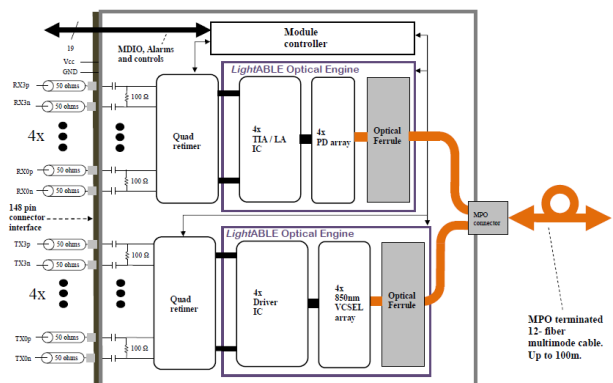 19
MDIO, Alarms
and controls
Module
controller
Vcc
GND
LightABLE Optical Engine
RX3p
50 ohms
RX3n
50 ohms
100 Ω
4x
RX0p
50 ohms
RX0n
50 ohms
100 Ω
Quad
retimer
4x
TIA / LA
IC
4x
PD array
Optical
Ferrule
148 pin
connector
interface
MPO
connector
LightABLE Optical Engine
TX3p
50 ohms
TX3n
50 ohms
100 Ω
4x
TX0p
50 ohms
TX0n
50 ohms
100 Ω
Quad
retimer
4x
Driver
IC
4x
850nm
VCSEL
array
Optical
Ferrule
MPO terminated
12- fiber
multimode cable.
Up to 100m.